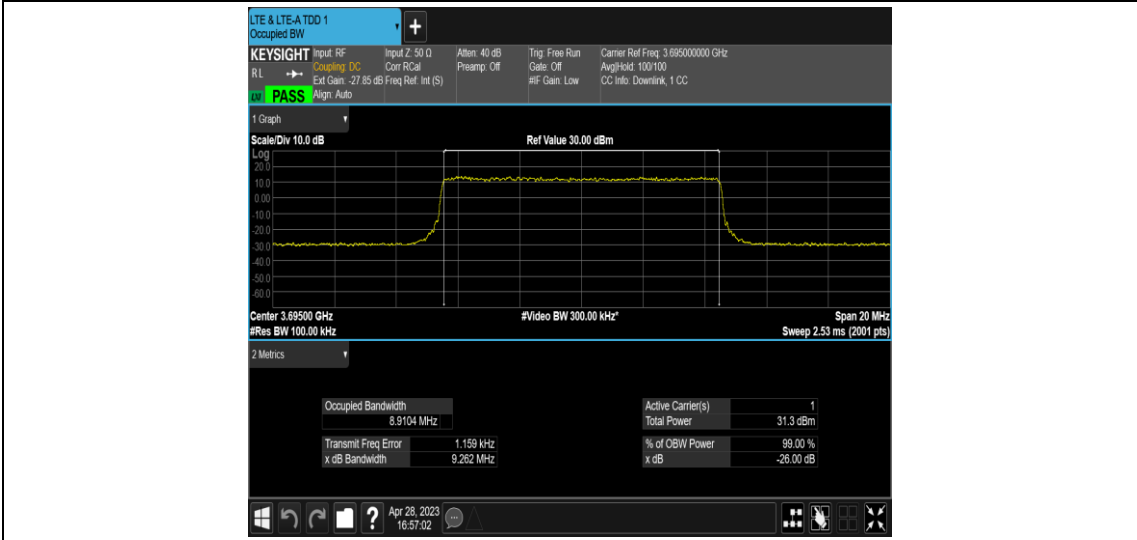 LTE & LTE-A TDD 1
Occupied BW
KEYSIGHT
RL
PASS
Input: RF
Coupling: DC
Ext Gain: -27.85 dB
Align: Auto
Input Z: 50 Ω
Corr RCal
Freq Ref: Int (S)
Atten: 40 dB
Preamp: Off
Trig: Free Run
Gate: Off
#IF Gain: Low
Carrier Ref Freq: 3.695000000 GHz
Avg|Hold: 100/100
CC Info: Downlink, 1 CC
1 Graph
Scale/Div 10.0 dB
Ref Value 30.00 dBm
Log
20.0
10.0
0.00
-10.0
-20.0
-30.0
-40.0
-50.0
-60.0
Center 3.69500 GHz
#Video BW 300.00 kHz*
Span 20 MHz
#Res BW 100.00 kHz
Sweep 2.53 ms (2001 pts)
2 Metrics
Occupied Bandwidth
8.9104 MHz
Transmit Freq Error 1.159 kHz
x dB Bandwidth 9.262 MHz
Active Carrier(s) 1
Total Power 31.3 dBm
% of OBW Power 99.00 %
x dB -26.00 dB
?
Apr 28, 2023
16:57:02